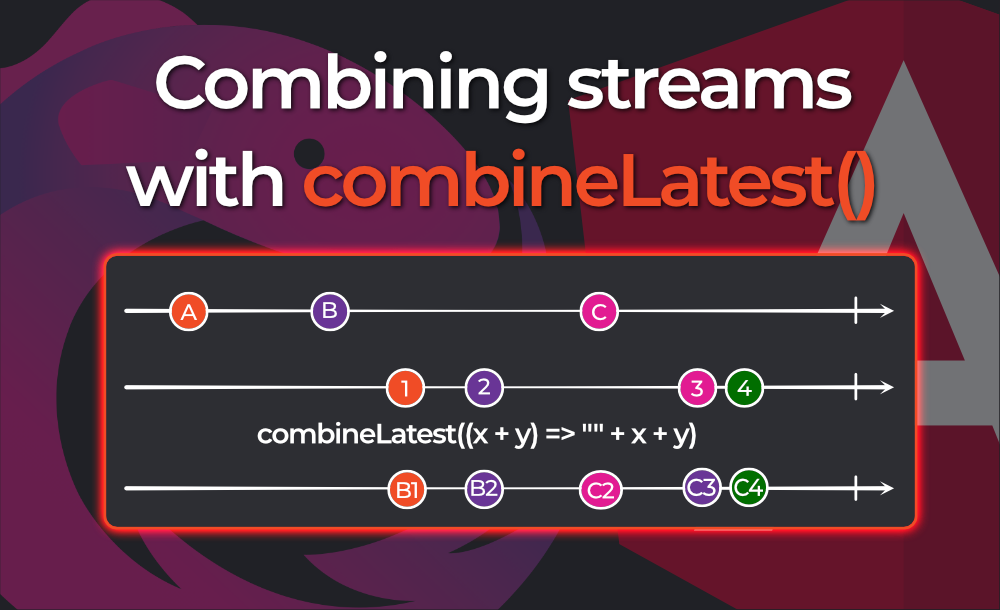 Combining streams
with combineLatest()
A B C
1 2 3 4
combineLatest((x + y) => "" + x + y)
B1 B2 C2 C3 C4